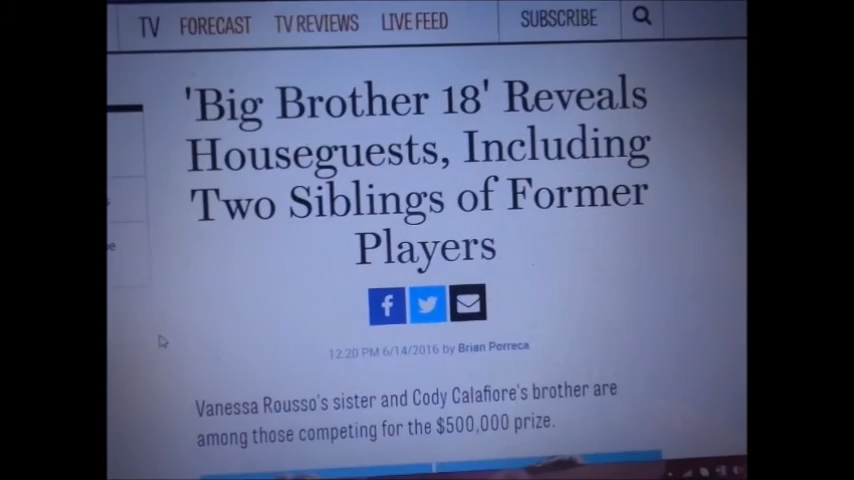 TV FORECAST TV REVIEWS LIVE FEED SUBSCRIBE
'Big Brother 18' Reveals
Houseguests, Including
Two Siblings of Former
Players
12:20 PM 6/14/2016 by Brian Porreca
Vanessa Rousso's sister and Cody Calafiore's brother are
among those competing for the $500,000 prize.